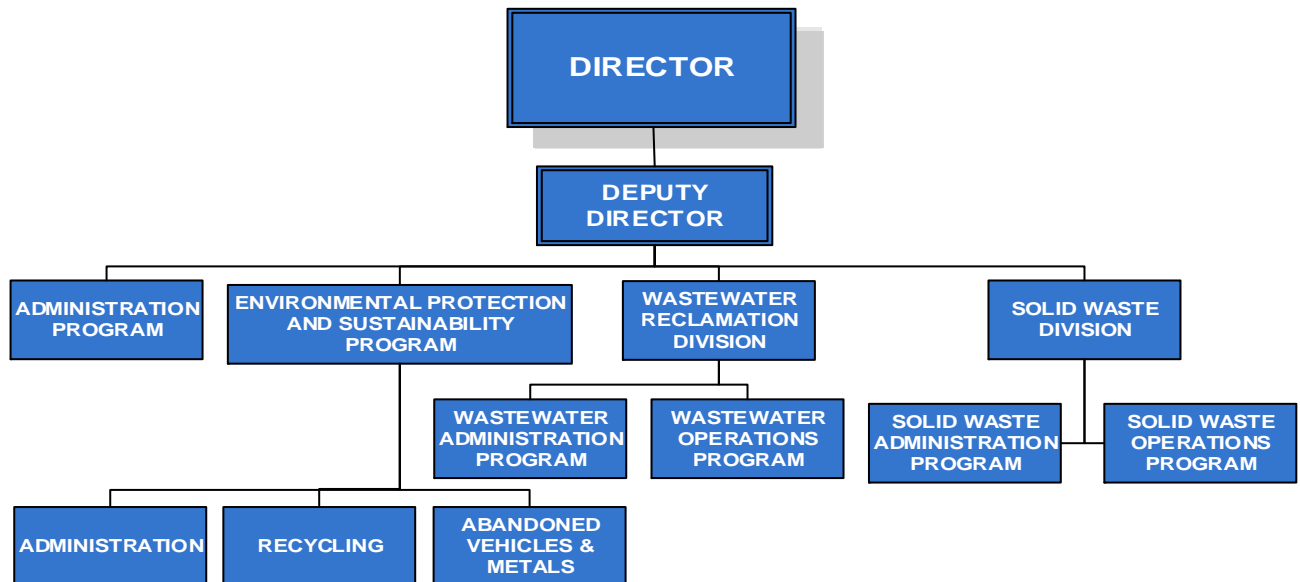 DIRECTOR
DEPUTY
DIRECTOR
ADMINISTRATION
PROGRAM
ENVIRONMENTAL PROTECTION
AND SUSTAINABILITY
PROGRAM
WASTEWATER
RECLAMATION
DIVISION
SOLID WASTE
DIVISION
WASTEWATER
ADMINISTRATION
PROGRAM
WASTEWATER
OPERATIONS
PROGRAM
SOLID WASTE
ADMINISTRATION
PROGRAM
SOLID WASTE
OPERATIONS
PROGRAM
ADMINISTRATION
RECYCLING
ABANDONED
VEHICLES &
METALS